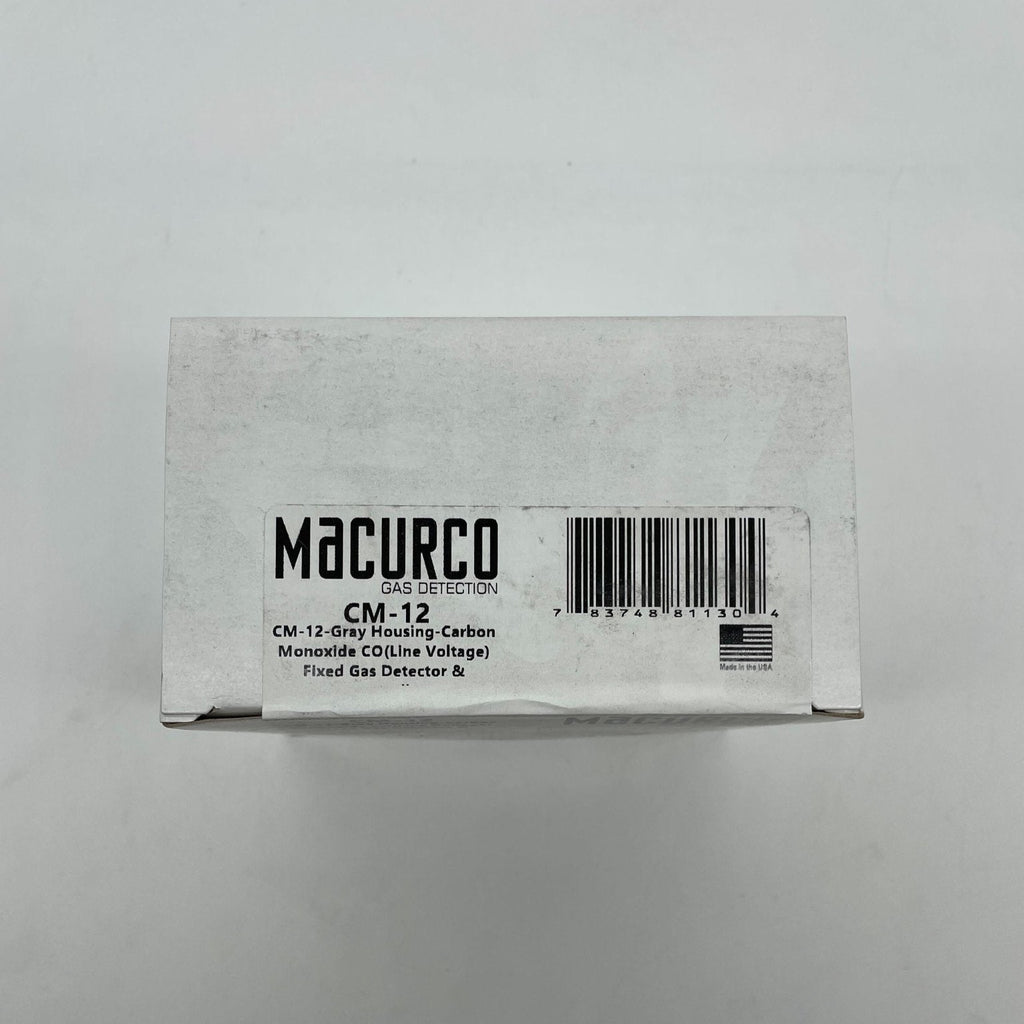 MACURCO
GAS DETECTION
CM-12
CM-12-Gray Housing-Carbon
Monoxide CO(Line Voltage)
Fixed Gas Detector &
7 83748 81130 4
Made in the USA
MACURCO